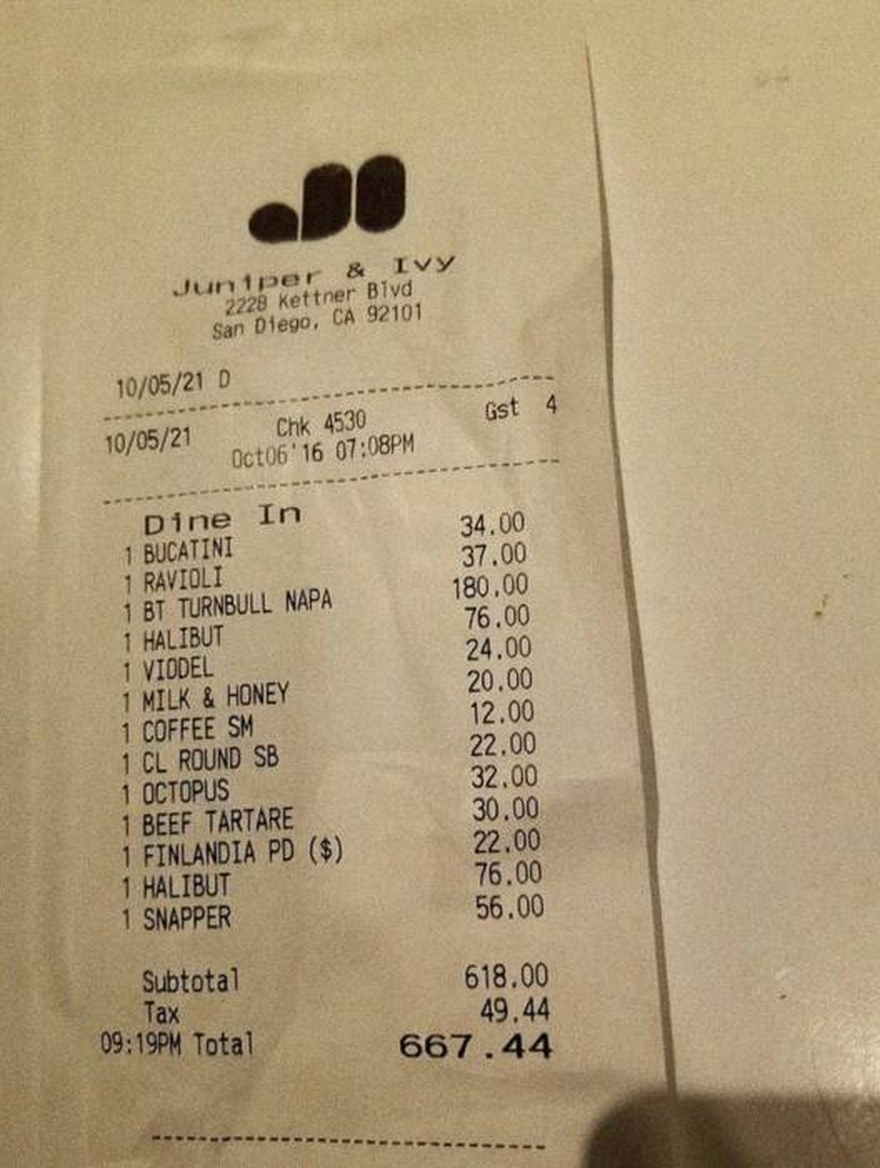 Juniper & Ivy
2228 Kettner Blvd
San Diego, CA 92101
10/05/21 D
10/05/21 Chk 4530 Gst 4
Oct06'16 07:08PM
Dine In
1 BUCATINI 34.00
1 RAVIOLI 37.00
1 BT TURNBULL NAPA 180.00
1 HALIBUT 76.00
1 VIODEL 24.00
1 MILK & HONEY 20.00
1 COFFEE SM 12.00
1 CL ROUND SB 22.00
1 OCTOPUS 32.00
1 BEEF TARTARE 30.00
1 FINLANDIA PD ($) 22.00
1 HALIBUT 76.00
1 SNAPPER 56.00
Subtotal 618.00
Tax 49.44
09:19PM Total 667.44